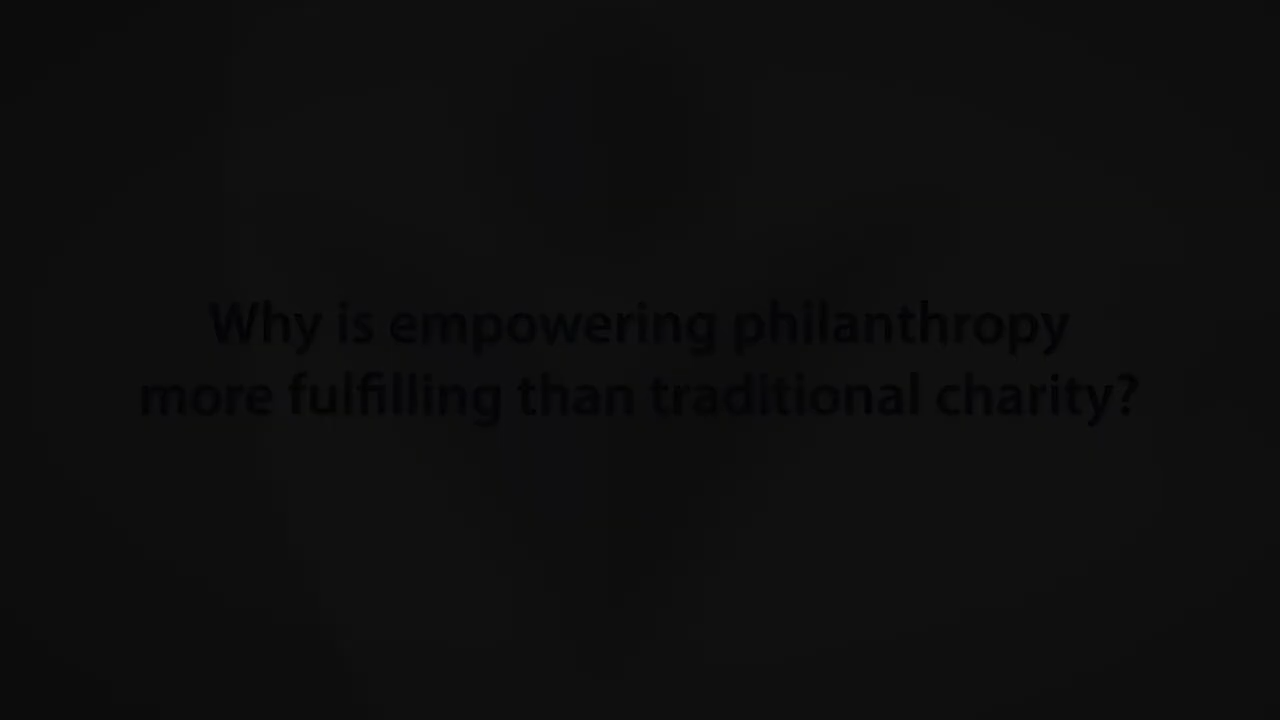 Why is empowering philanthropy
more fulfilling than traditional charity?